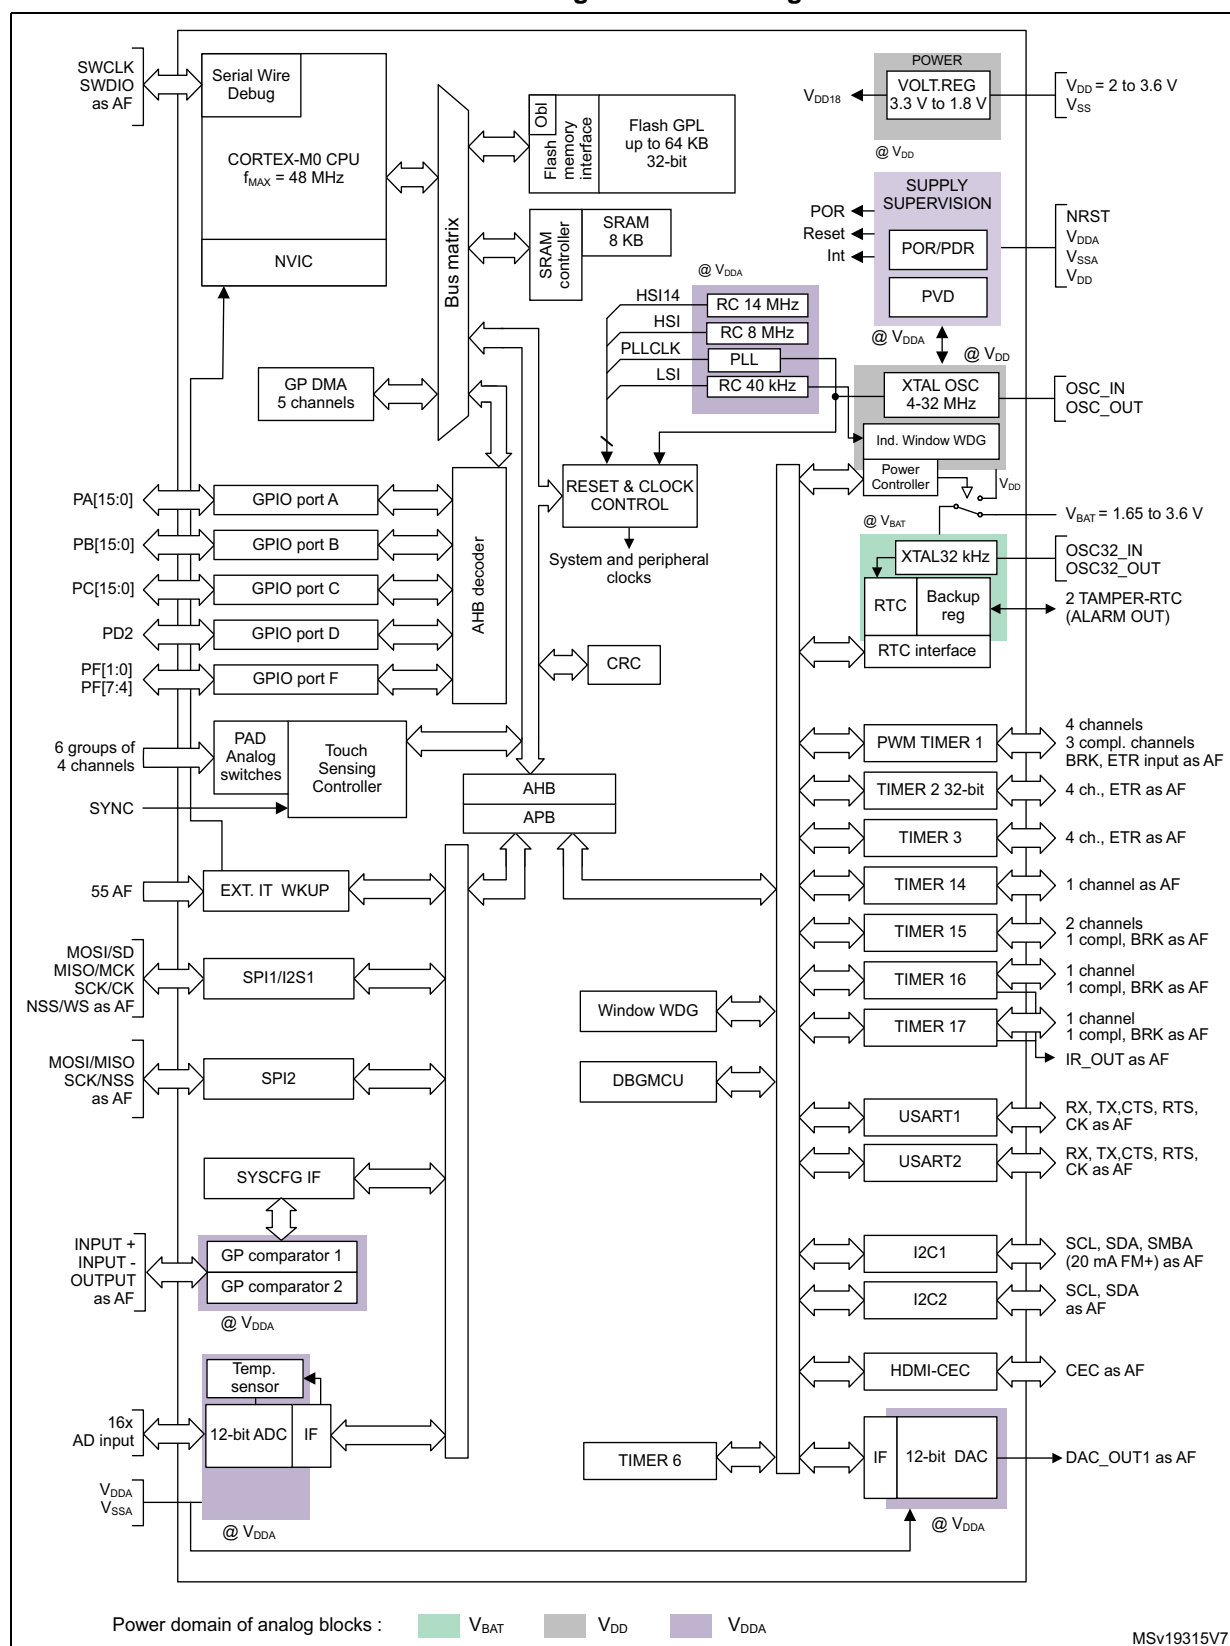 SWCLK
SWDIO
as AF
Serial Wire
Debug
CORTEX-M0 CPU
fMAX = 48 MHz
NVIC
Bus matrix
Obl
Flash
memory
interface
Flash GPL
up to 64 KB
32-bit
SRAM
controller
SRAM
8 KB
POWER
VOLT.REG
3.3 V to 1.8 V
VDD18
VDD = 2 to 3.6 V
VSS
@ VDD
SUPPLY
SUPERVISION
POR
Reset
Int
POR/PDR
PVD
NRST
VDDA
VSSA
VDD
@ VDDA
HSI14
HSI
PLLCLK
LSI
RC 14 MHz
RC 8 MHz
PLL
RC 40 kHz
@ VDDA
@ VDD
XTAL OSC
4-32 MHz
OSC_IN
OSC_OUT
Ind. Window WDG
Power
Controller
VDD
VBAT = 1.65 to 3.6 V
@ VBAT
XTAL32 kHz
OSC32_IN
OSC32_OUT
RTC
Backup
reg
2 TAMPER-RTC
(ALARM OUT)
RTC interface
GP DMA
5 channels
RESET & CLOCK
CONTROL
System and peripheral
clocks
PA[15:0]
GPIO port A
PB[15:0]
GPIO port B
PC[15:0]
GPIO port C
PD2
GPIO port D
PF[1:0]
PF[7:4]
GPIO port F
AHB decoder
CRC
6 groups of
4 channels
PAD
Analog
switches
Touch
Sensing
Controller
SYNC
AHB
APB
55 AF
EXT. IT WKUP
MOSI/SD
MISO/MCK
SCK/CK
NSS/WS as AF
SPI1/I2S1
MOSI/MISO
SCK/NSS
as AF
SPI2
SYSCFG IF
INPUT +
INPUT -
OUTPUT
as AF
GP comparator 1
GP comparator 2
@ VDDA
Temp.
sensor
16x
AD input
12-bit ADC
IF
VDDA
VSSA
@ VDDA
Window WDG
DBGMCU
TIMER 6
PWM TIMER 1
4 channels
3 compl. channels
BRK, ETR input as AF
TIMER 2 32-bit
4 ch., ETR as AF
TIMER 3
4 ch., ETR as AF
TIMER 14
1 channel as AF
TIMER 15
2 channels
1 compl, BRK as AF
TIMER 16
1 channel
1 compl, BRK as AF
TIMER 17
1 channel
1 compl, BRK as AF
IR_OUT as AF
USART1
RX, TX,CTS, RTS,
CK as AF
USART2
RX, TX,CTS, RTS,
CK as AF
I2C1
SCL, SDA, SMBA
(20 mA FM+) as AF
I2C2
SCL, SDA
as AF
HDMI-CEC
CEC as AF
IF
12-bit DAC
DAC_OUT1 as AF
@ VDDA
Power domain of analog blocks :
VBAT
VDD
VDDA
MSv19315V7